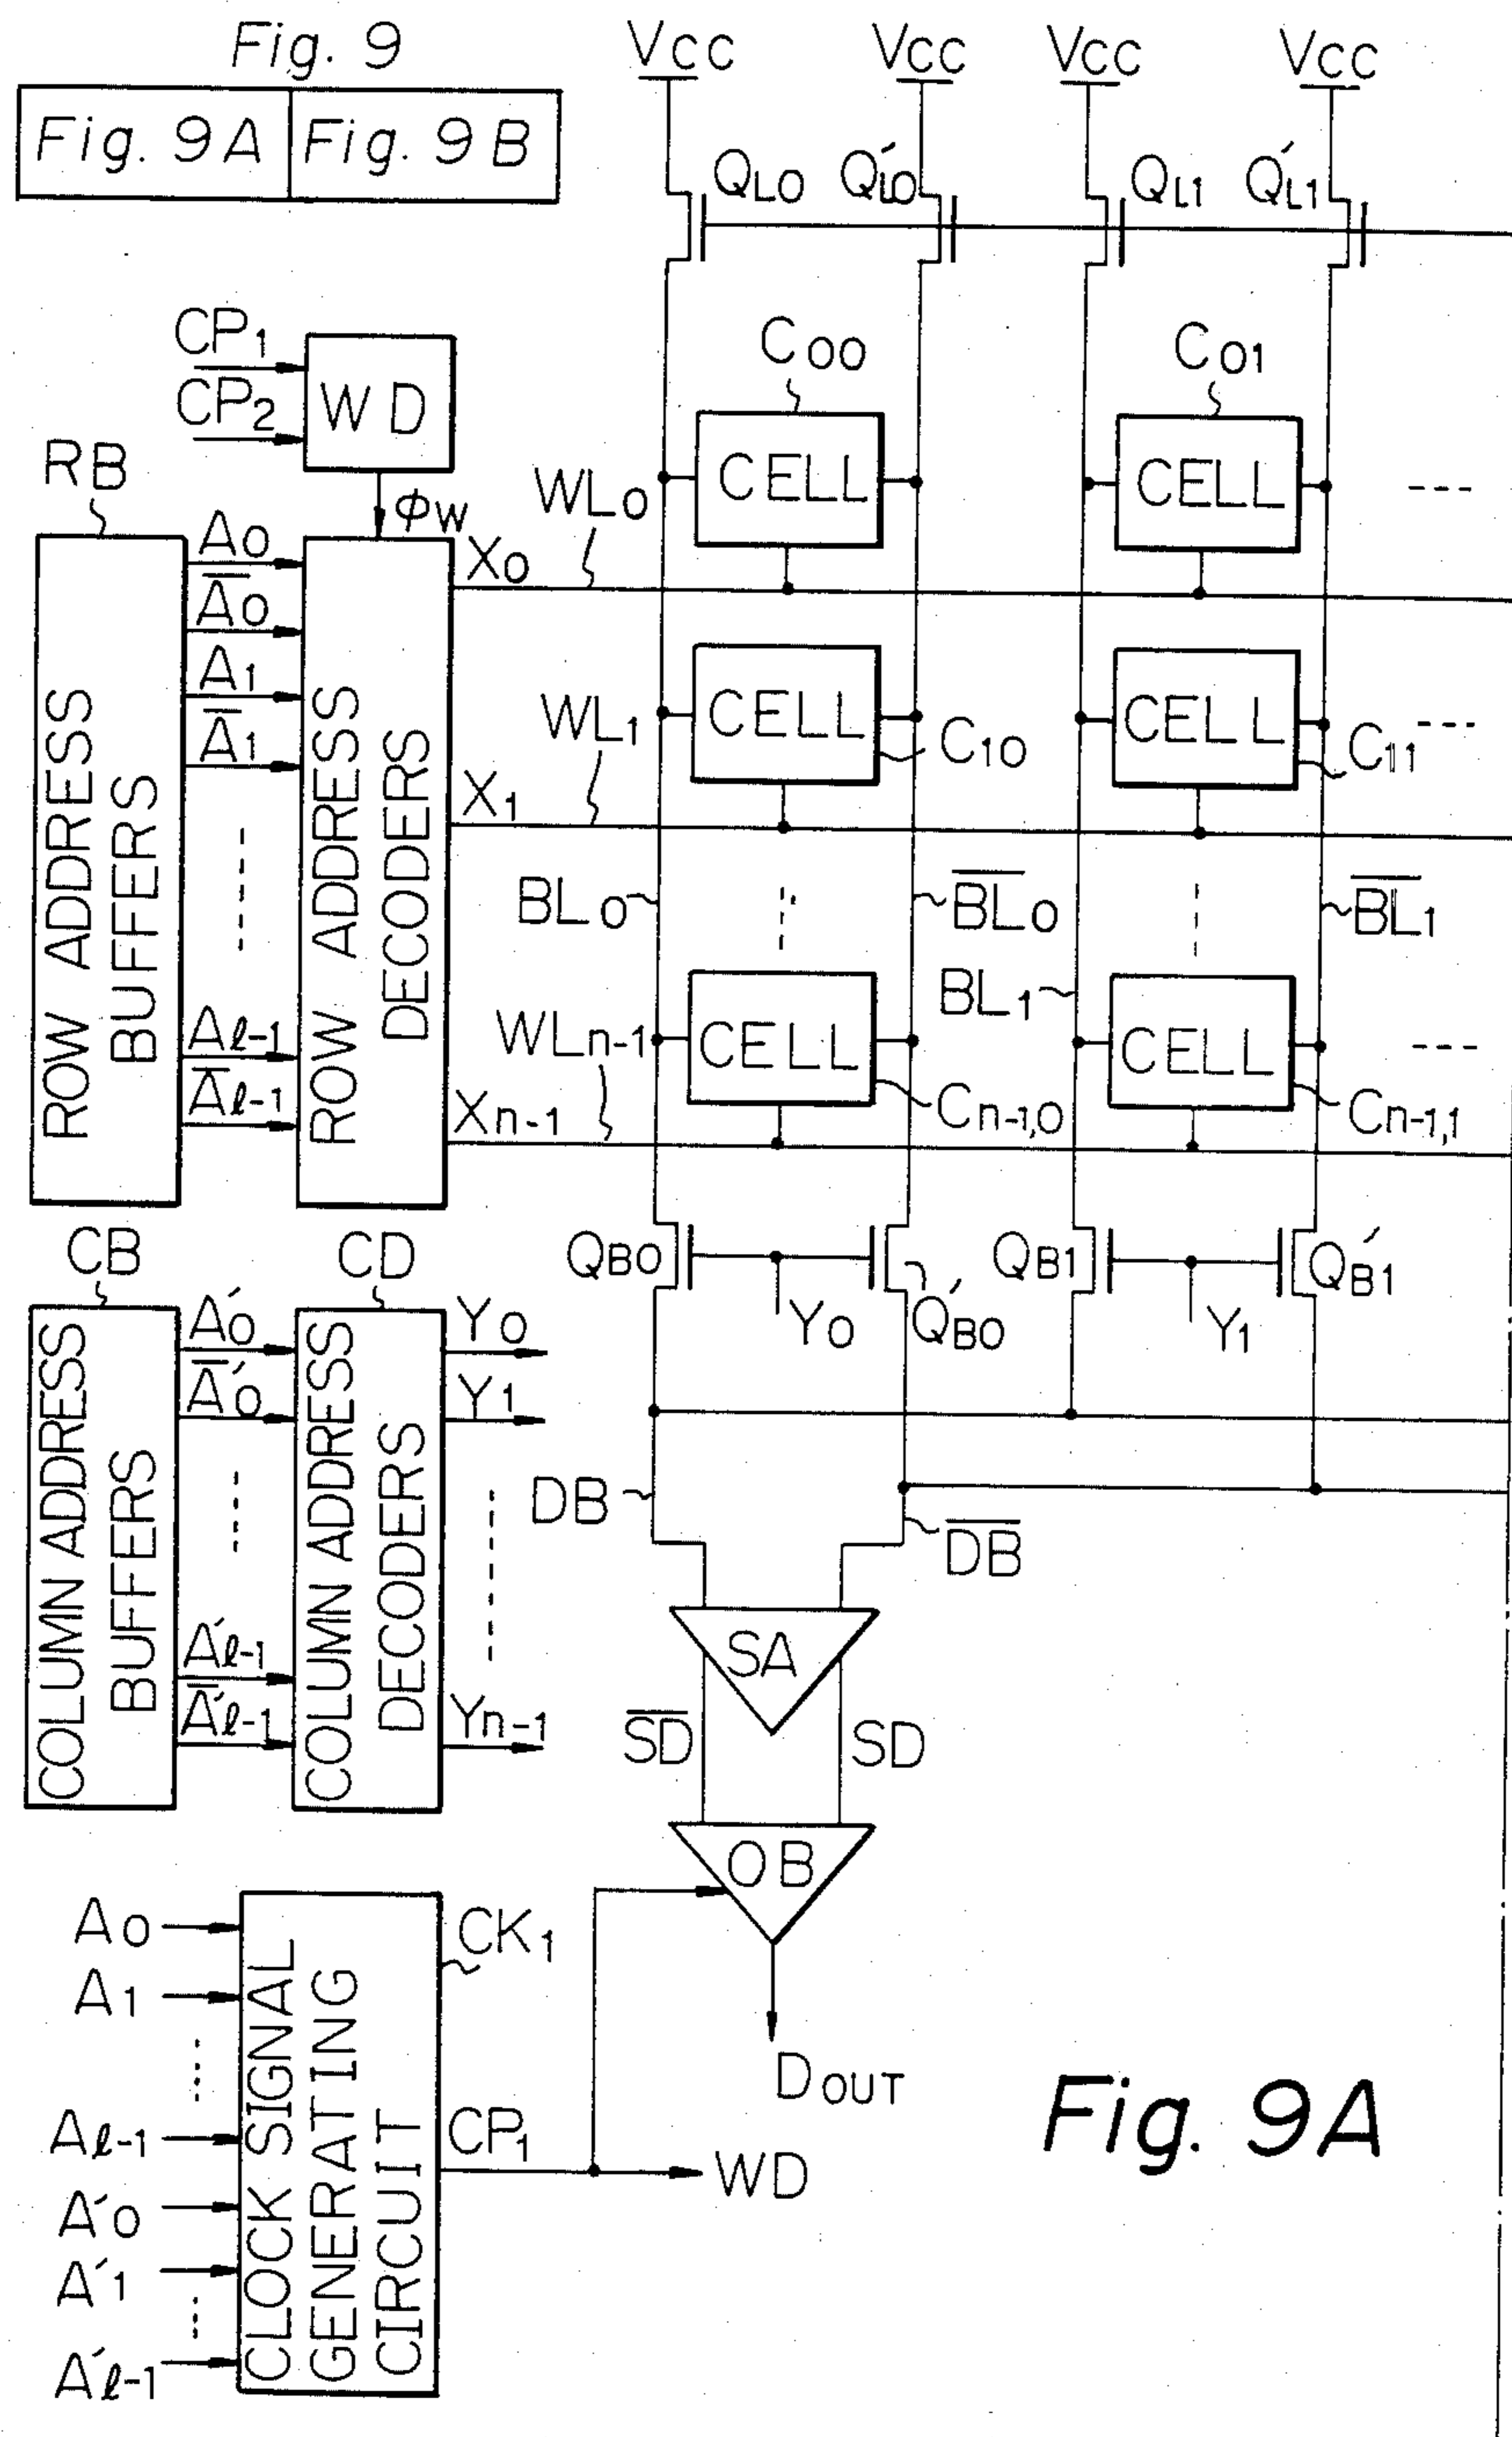 Fig. 9
Fig. 9A Fig. 9B
VCC VCC VCC VCC
QL0 Q'L0 QL1 Q'L1
CP1
CP2
WD
ϕW
C00 C01
CELL CELL ---
RB
WL0
X0
A0
A̅0
A1
A̅1
Aℓ-1
A̅ℓ-1
ROW ADDRESS
BUFFERS
ROW ADDRESS
DECODERS
CELL CELL ---
C10 C11
WL1
X1
BL0 B̅L̅0 B̅L̅1
BL1
CELL CELL ---
WLn-1
Xn-1
Cn-1,0 Cn-1,1
QB0 Q'B0 QB1 Q'B1
Y0 Y1
CB CD
A'0
A̅'0
A'ℓ-1
A̅'ℓ-1
COLUMN ADDRESS
BUFFERS
COLUMN ADDRESS
DECODERS
Y0
Y1
Yn-1
DB D̅B̅
SA
S̅D̅ SD
OB
DOUT
A0
A1
Aℓ-1
A'0
A'1
A'ℓ-1
CLOCK SIGNAL
GENERATING
CIRCUIT
CK1
CP1
WD
Fig. 9A